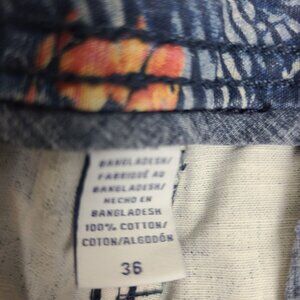 BANGLADESH/
FABRIQUÉ AU
BANGLADESH/
HECHO EN
BANGLADESH
100% COTTON/
COTON/ALGODÓN
36